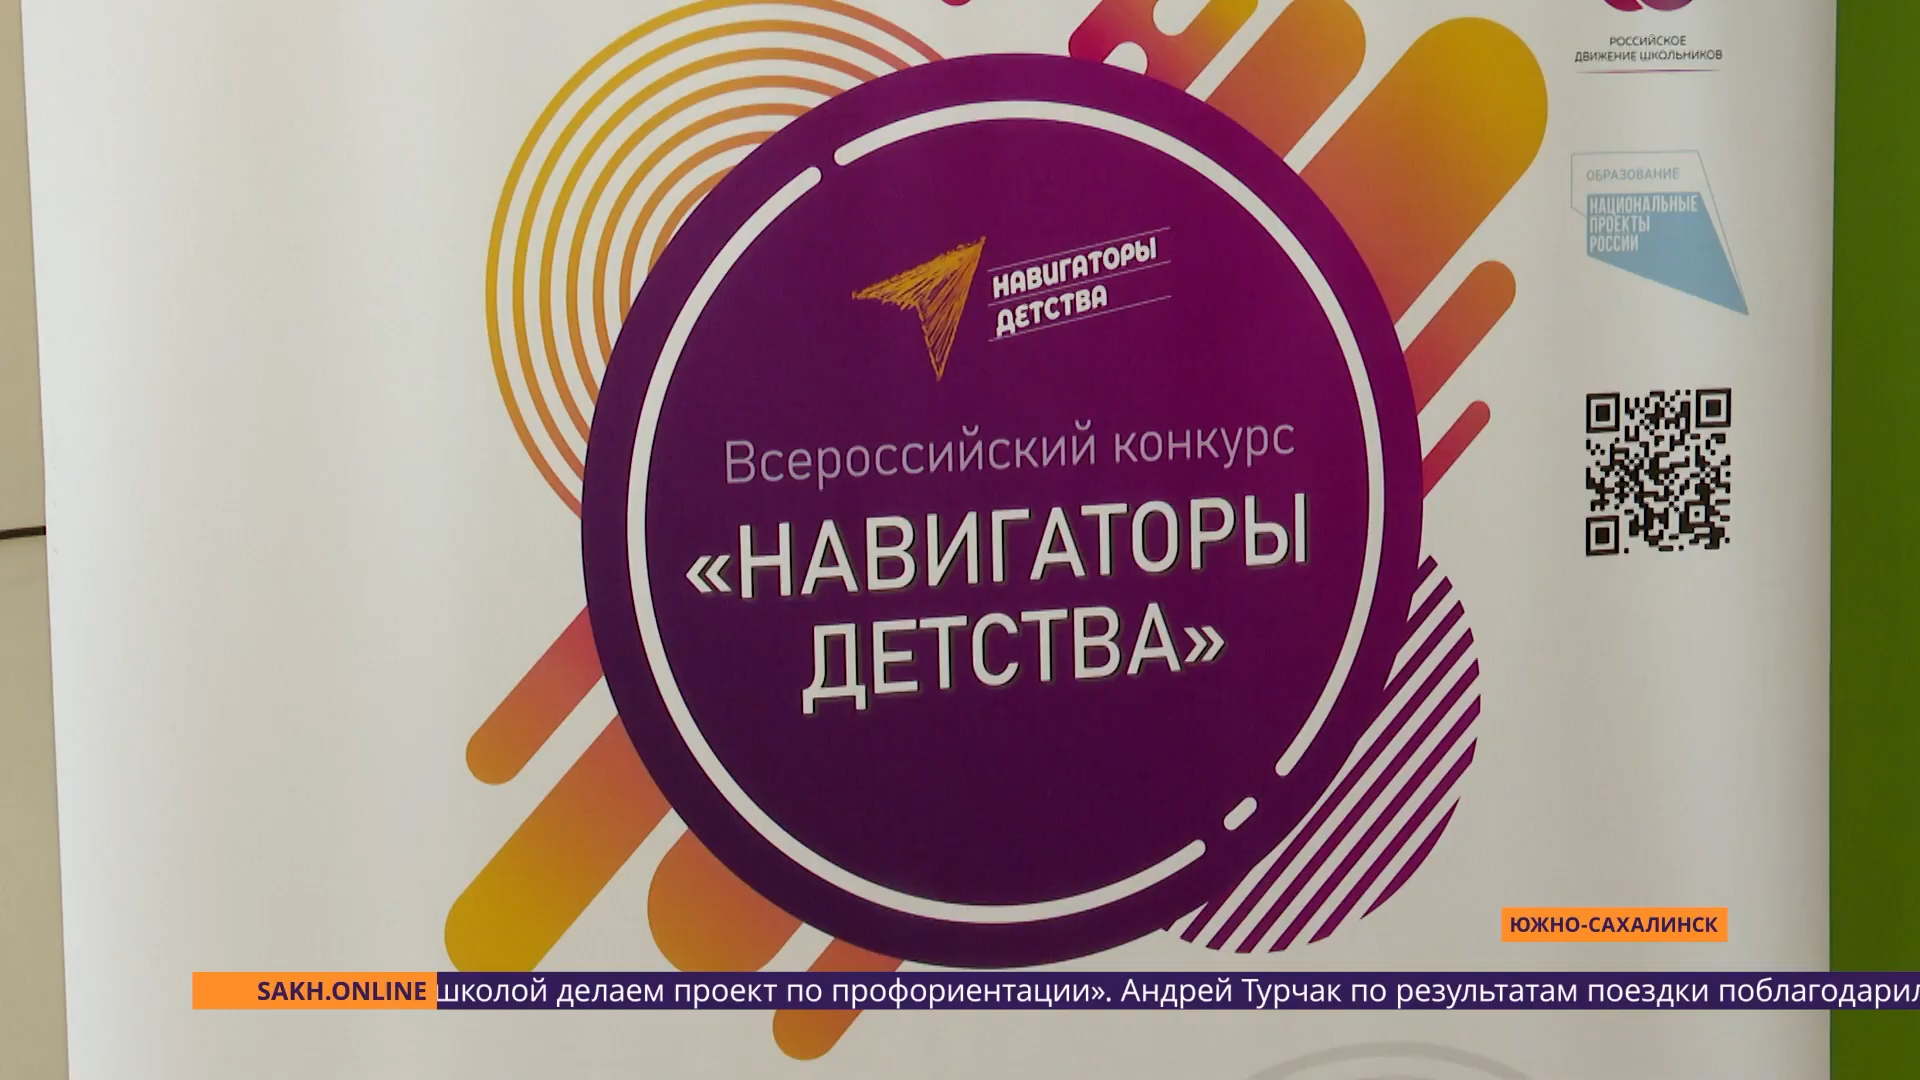 РОССИЙСКОЕ
ДВИЖЕНИЕ ШКОЛЬНИКОВ
ОБРАЗОВАНИЕ
НАЦИОНАЛЬНЫЕ
ПРОЕКТЫ
РОССИИ
НАВИГАТОРЫ
ДЕТСТВА
Всероссийский конкурс
«НАВИГАТОРЫ
ДЕТСТВА»
ЮЖНО-САХАЛИНСК
SAKH.ONLINE школой делаем проект по профориентации». Андрей Турчак по результатам поездки поблагодарил